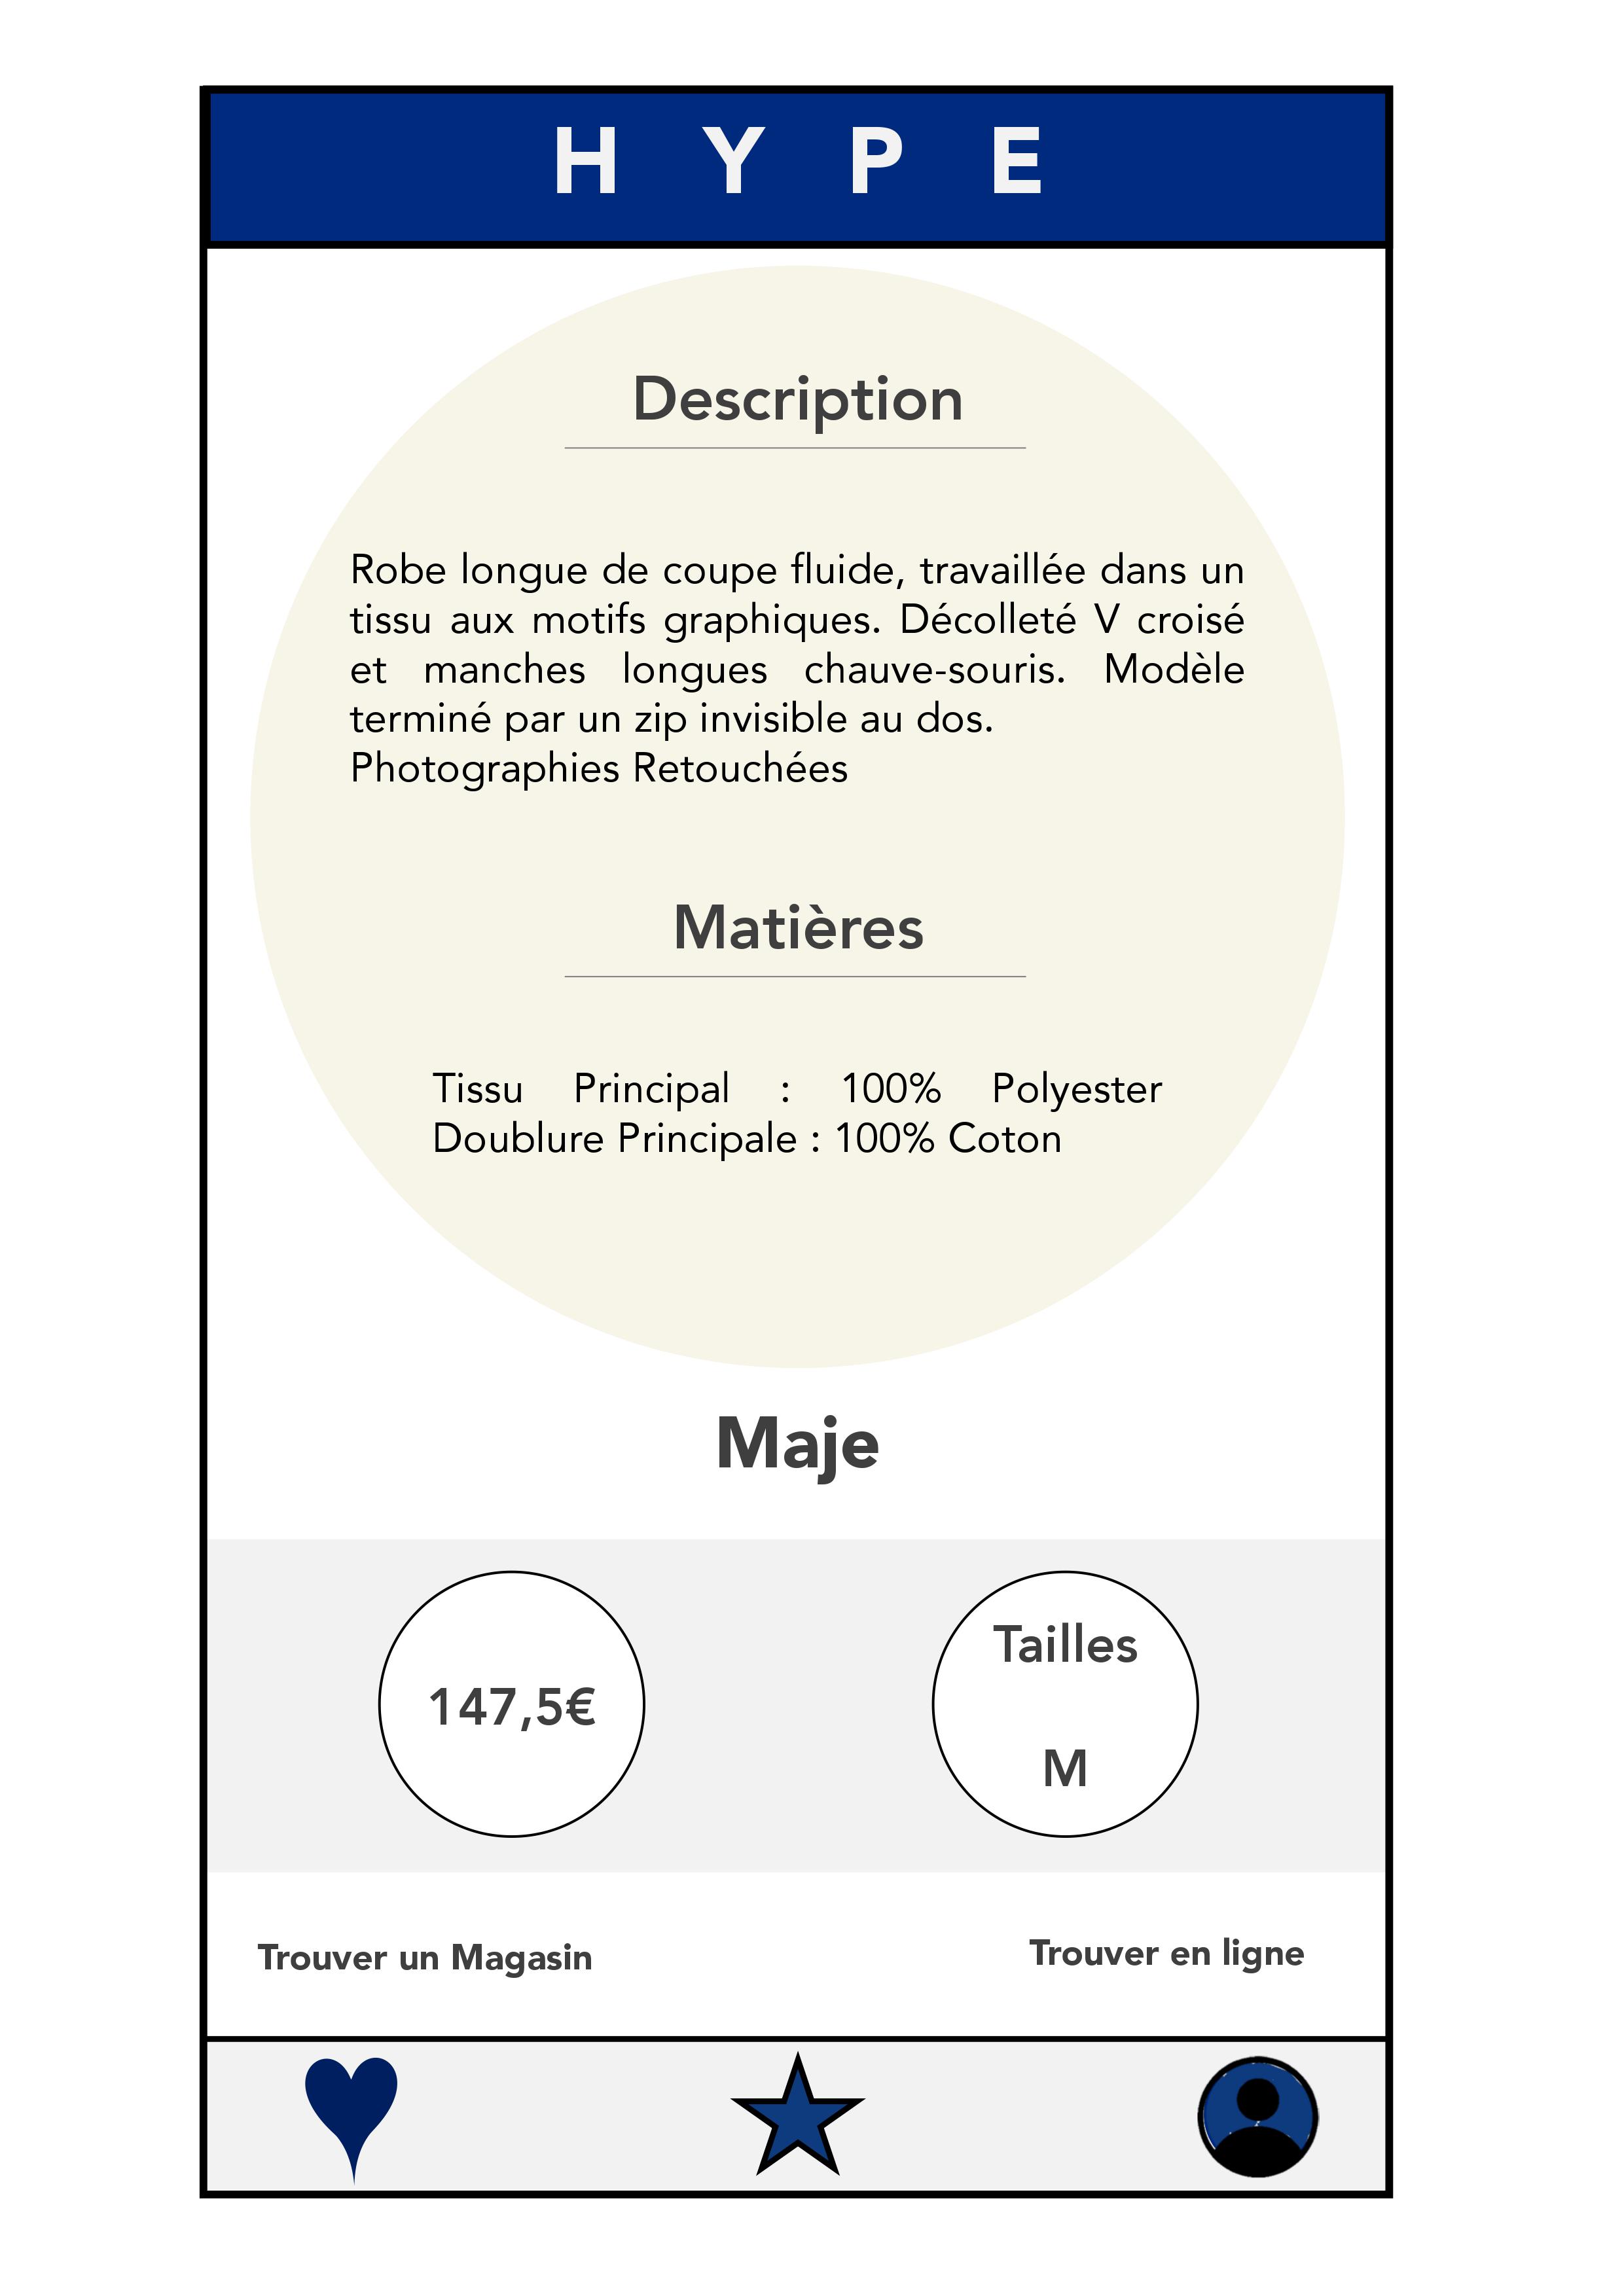 H Y P E
Description
Robe longue de coupe fluide, travaillée dans un
tissu aux motifs graphiques. Décolleté V croisé
et manches longues chauve-souris. Modèle
terminé par un zip invisible au dos.
Photographies Retouchées
Matières
Tissu Principal : 100% Polyester
Doublure Principale : 100% Coton
Maje
147,5€
Tailles
M
Trouver un Magasin
Trouver en ligne